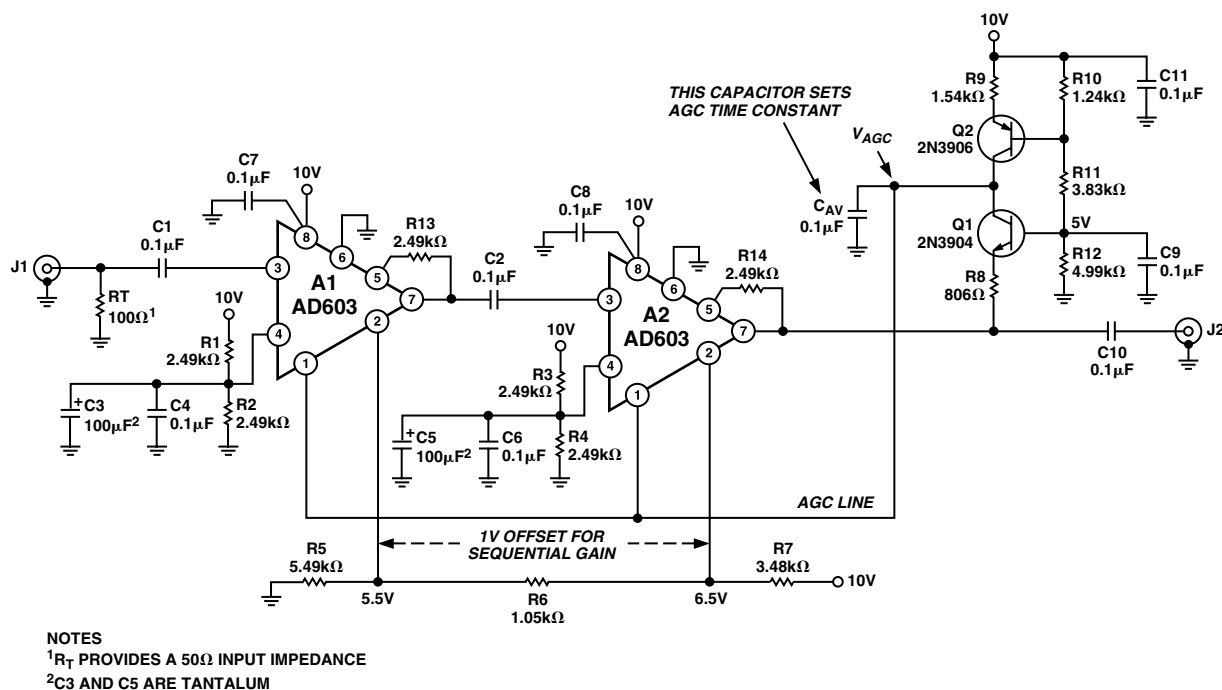 10V
THIS CAPACITOR SETS
AGC TIME CONSTANT
R9
1.54kΩ
R10
1.24kΩ
C11
0.1µF
Q2
2N3906
VAGC
R11
3.83kΩ
CAV
0.1µF
Q1
2N3904
5V
R12
4.99kΩ
C9
0.1µF
R8
806Ω
C7
0.1µF
10V
8
6
R13
2.49kΩ
5
C1
0.1µF
J1
3
A1
AD603
7
RT
100Ω1
10V
4
2
1
R1
2.49kΩ
+
C3
100µF2
C4
0.1µF
R2
2.49kΩ
C8
0.1µF
10V
8
6
R14
2.49kΩ
5
C2
0.1µF
3
A2
AD603
7
10V
4
2
1
R3
2.49kΩ
+
C5
100µF2
C6
0.1µF
R4
2.49kΩ
C10
0.1µF
J2
AGC LINE
1V OFFSET FOR
SEQUENTIAL GAIN
R5
5.49kΩ
5.5V
R6
1.05kΩ
6.5V
R7
3.48kΩ
10V
NOTES
1RT PROVIDES A 50Ω INPUT IMPEDANCE
2C3 AND C5 ARE TANTALUM